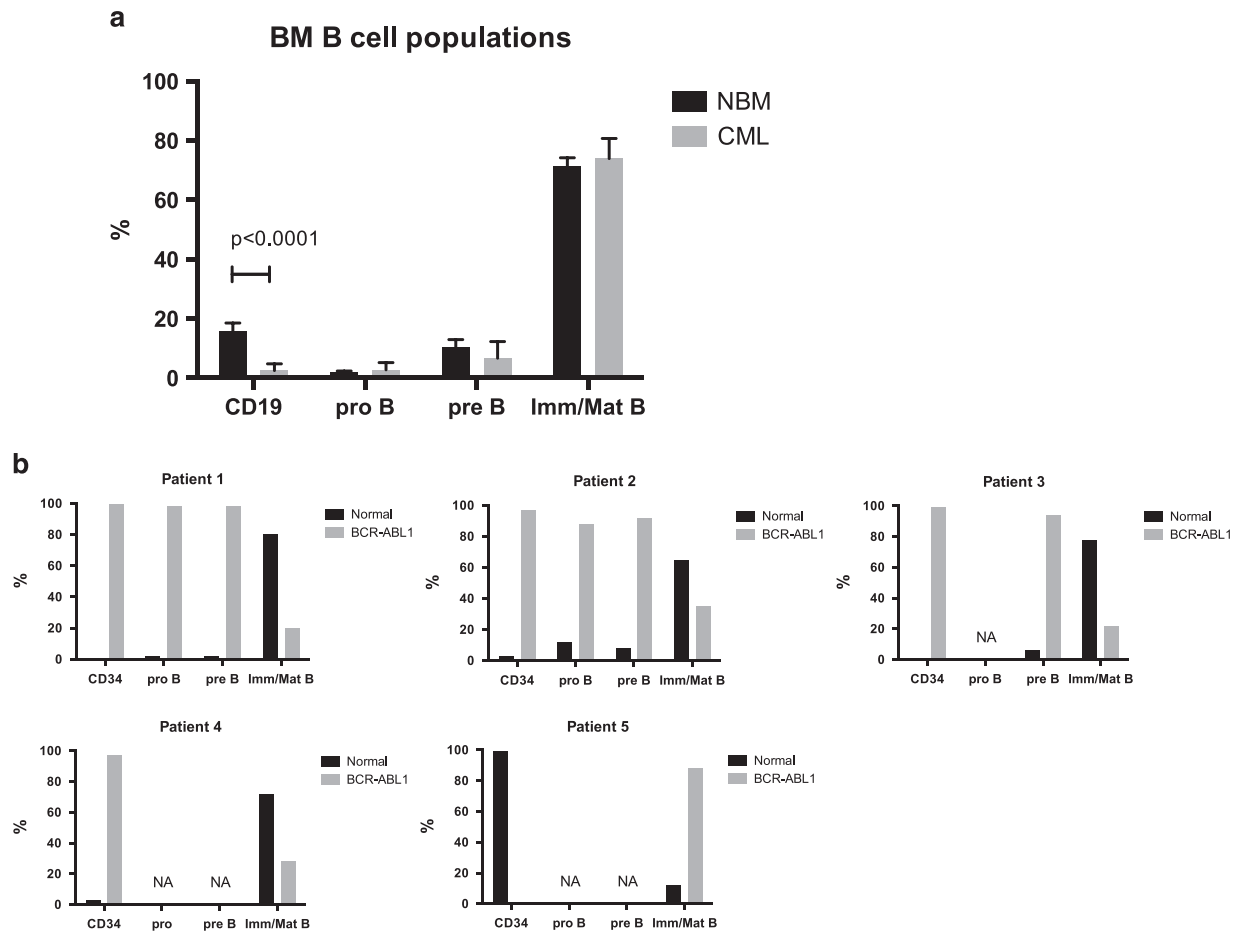 a
BM B cell populations
100
80
60
40
20
0
%
p<0.0001
NBM
CML
CD19 pro B pre B Imm/Mat B
b
Patient 1
100
80
60
40
20
0
%
Normal
BCR-ABL1
CD34 pro B pre B Imm/Mat B
Patient 2
100
80
60
40
20
0
%
Normal
BCR-ABL1
CD34 pro B pre B Imm/Mat B
Patient 3
100
80
60
40
20
0
%
NA
Normal
BCR-ABL1
CD34 pro B pre B Imm/Mat B
Patient 4
100
80
60
40
20
0
%
NA NA
Normal
BCR-ABL1
CD34 pro pre B Imm/Mat B
Patient 5
100
80
60
40
20
0
%
NA NA
Normal
BCR-ABL1
CD34 pro B pre B Imm/Mat B